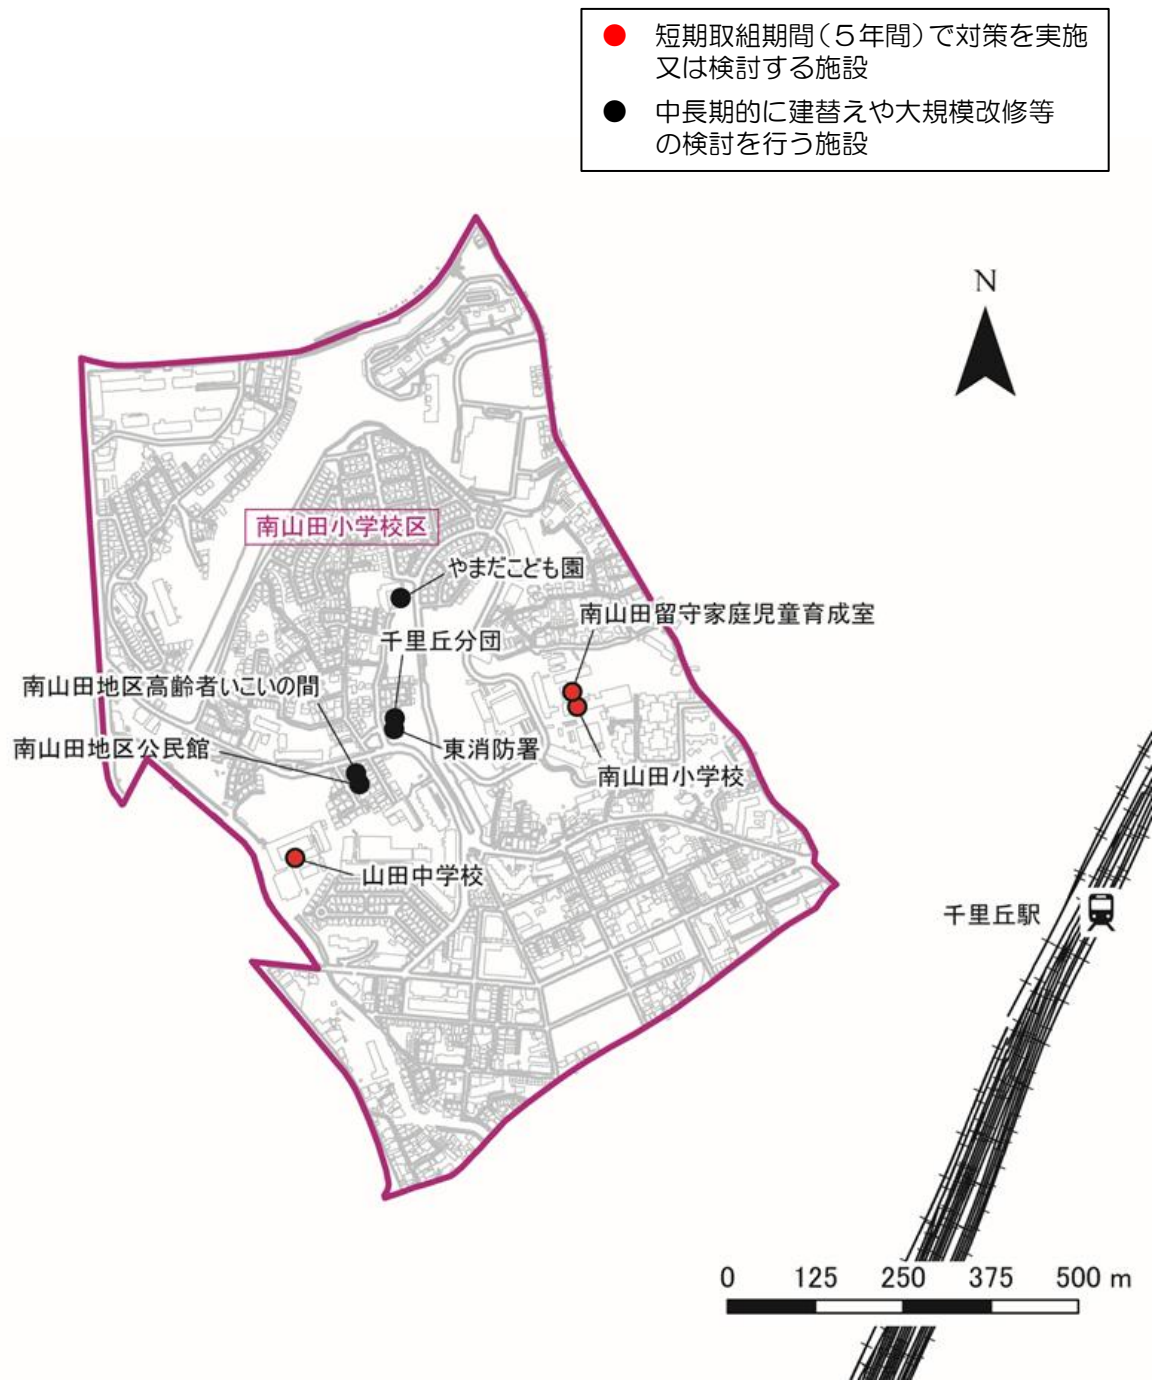 短期取組期間（５年間）で対策を実施
又は検討する施設
中長期的に建替えや大規模改修等
の検討を行う施設
N
南山田小学校区
やまだこども園
南山田留守家庭児童育成室
千里丘分団
南山田地区高齢者いこいの間
南山田地区公民館
東消防署
南山田小学校
山田中学校
千里丘駅
0 125 250 375 500 m